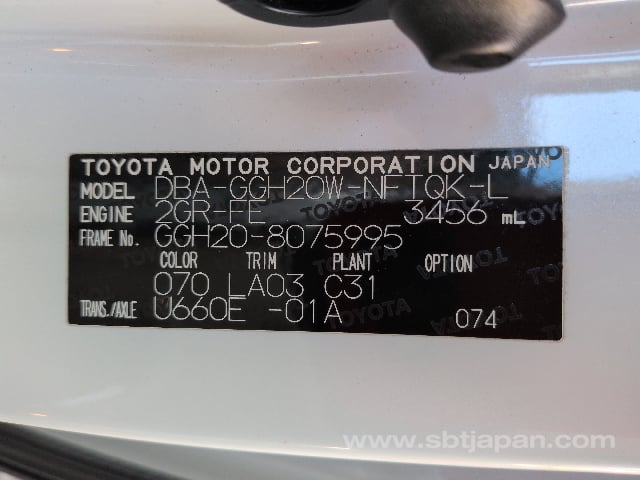 TOYOTA MOTOR CORPORATION JAPAN
MODEL DBA-GGH20W-NFTQK-L
ENGINE 2GR-FE 3456 mL
FRAME No. GGH20-8075995
COLOR TRIM PLANT OPTION
070 LA03 C31
TRANS./AXLE U660E -01A 074
www.sbtjapan.com